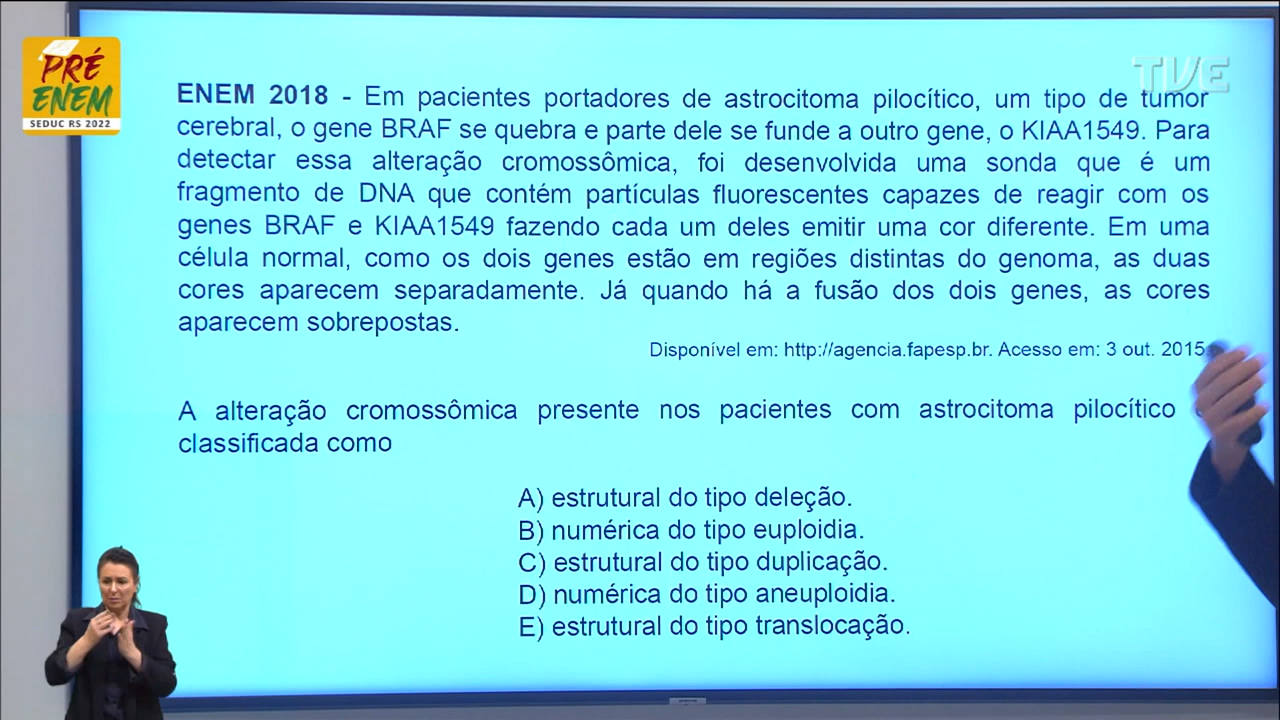 PRÉ
ENEM
SEDUC RS 2022
TVE
ENEM 2018 - Em pacientes portadores de astrocitoma pilocítico, um tipo de tumor
cerebral, o gene BRAF se quebra e parte dele se funde a outro gene, o KIAA1549. Para
detectar essa alteração cromossômica, foi desenvolvida uma sonda que é um
fragmento de DNA que contém partículas fluorescentes capazes de reagir com os
genes BRAF e KIAA1549 fazendo cada um deles emitir uma cor diferente. Em uma
célula normal, como os dois genes estão em regiões distintas do genoma, as duas
cores aparecem separadamente. Já quando há a fusão dos dois genes, as cores
aparecem sobrepostas.
Disponível em: http://agencia.fapesp.br. Acesso em: 3 out. 2015.
A alteração cromossômica presente nos pacientes com astrocitoma pilocítico
classificada como
A) estrutural do tipo deleção.
B) numérica do tipo euploidia.
C) estrutural do tipo duplicação.
D) numérica do tipo aneuploidia.
E) estrutural do tipo translocação.